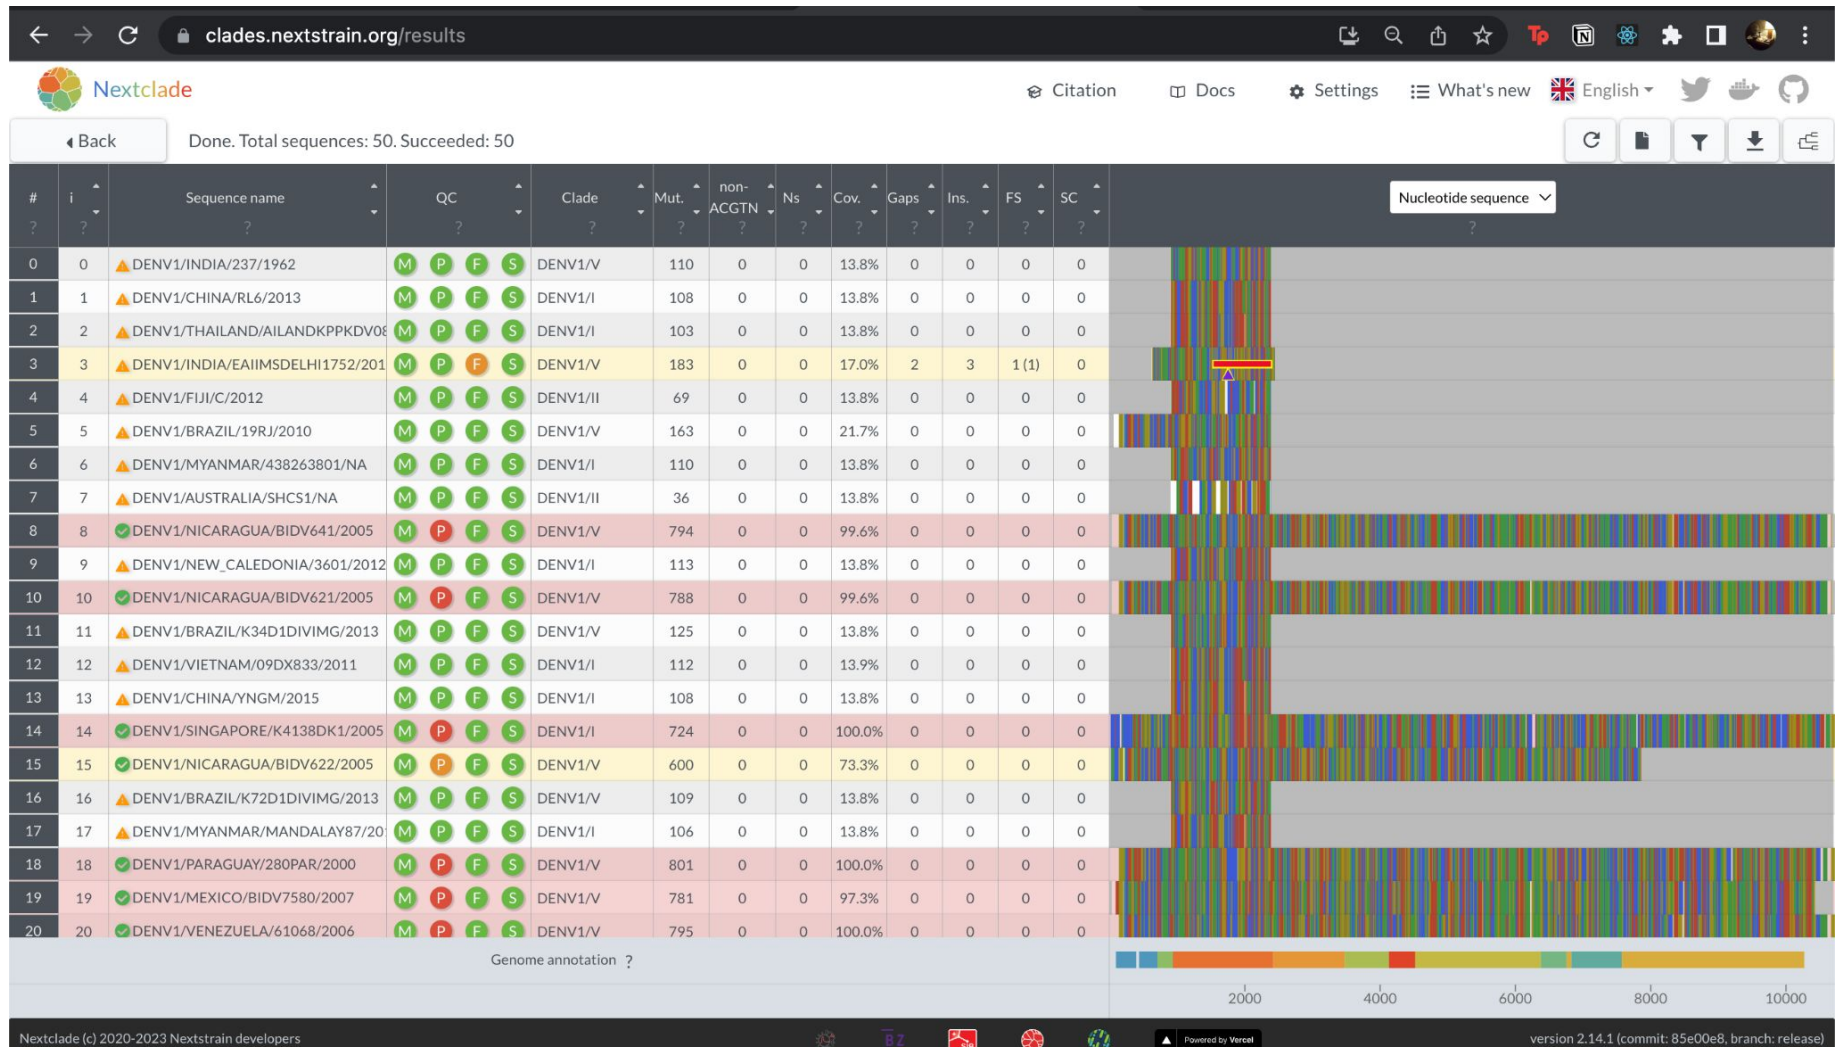 clades.nextstrain.org/results
Nextclade
Citation Docs Settings What's new English
Back Done. Total sequences: 50. Succeeded: 50
# i Sequence name QC Clade Mut. non-ACGTN Ns Cov. Gaps Ins. FS SC Nucleotide sequence
? ? ? ? ? ? ? ? ? ? ? ? ? ?
0 0 DENV1/INDIA/237/1962 M P F S DENV1/V 110 0 0 13.8% 0 0 0 0
1 1 DENV1/CHINA/RL6/2013 M P F S DENV1/I 108 0 0 13.8% 0 0 0 0
2 2 DENV1/THAILAND/AILANDKPPKDV08 M P F S DENV1/I 103 0 0 13.8% 0 0 0 0
3 3 DENV1/INDIA/EAIIMSDELHI1752/201 M P F S DENV1/V 183 0 0 17.0% 2 3 1 (1) 0
4 4 DENV1/FIJI/C/2012 M P F S DENV1/II 69 0 0 13.8% 0 0 0 0
5 5 DENV1/BRAZIL/19RJ/2010 M P F S DENV1/V 163 0 0 21.7% 0 0 0 0
6 6 DENV1/MYANMAR/438263801/NA M P F S DENV1/I 110 0 0 13.8% 0 0 0 0
7 7 DENV1/AUSTRALIA/SHCS1/NA M P F S DENV1/II 36 0 0 13.8% 0 0 0 0
8 8 DENV1/NICARAGUA/BIDV641/2005 M P F S DENV1/V 794 0 0 99.6% 0 0 0 0
9 9 DENV1/NEW_CALEDONIA/3601/2012 M P F S DENV1/I 113 0 0 13.8% 0 0 0 0
10 10 DENV1/NICARAGUA/BIDV621/2005 M P F S DENV1/V 788 0 0 99.6% 0 0 0 0
11 11 DENV1/BRAZIL/K34D1DIVIMG/2013 M P F S DENV1/V 125 0 0 13.8% 0 0 0 0
12 12 DENV1/VIETNAM/09DX833/2011 M P F S DENV1/I 112 0 0 13.9% 0 0 0 0
13 13 DENV1/CHINA/YNGM/2015 M P F S DENV1/I 108 0 0 13.8% 0 0 0 0
14 14 DENV1/SINGAPORE/K4138DK1/2005 M P F S DENV1/I 724 0 0 100.0% 0 0 0 0
15 15 DENV1/NICARAGUA/BIDV622/2005 M P F S DENV1/V 600 0 0 73.3% 0 0 0 0
16 16 DENV1/BRAZIL/K72D1DIVIMG/2013 M P F S DENV1/V 109 0 0 13.8% 0 0 0 0
17 17 DENV1/MYANMAR/MANDALAY87/20 M P F S DENV1/I 106 0 0 13.8% 0 0 0 0
18 18 DENV1/PARAGUAY/280PAR/2000 M P F S DENV1/V 801 0 0 100.0% 0 0 0 0
19 19 DENV1/MEXICO/BIDV7580/2007 M P F S DENV1/V 781 0 0 97.3% 0 0 0 0
20 20 DENV1/VENEZUELA/61068/2006 M P F S DENV1/V 795 0 0 100.0% 0 0 0 0
Genome annotation ?
2000 4000 6000 8000 10000
Nextclade (c) 2020-2023 Nextstrain developers BZ Powered by Vercel version 2.14.1 (commit: 85e00e8, branch: release)